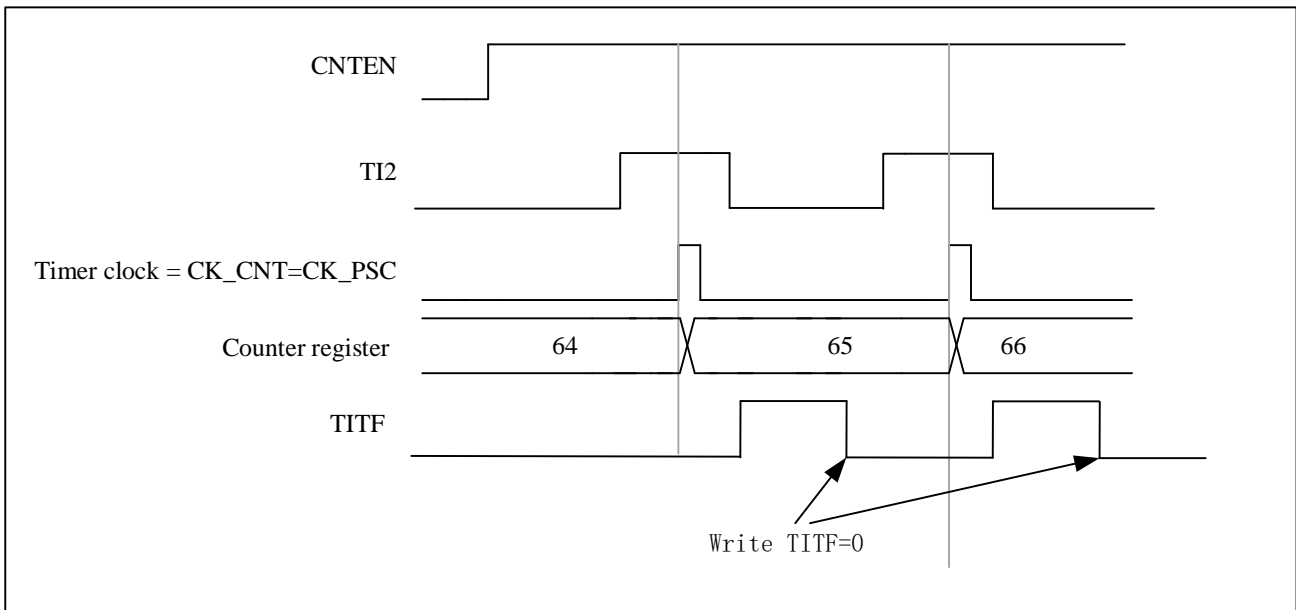 CNTEN
TI2
Timer clock = CK_CNT=CK_PSC
Counter register
64
65
66
TITF
Write TITF=0